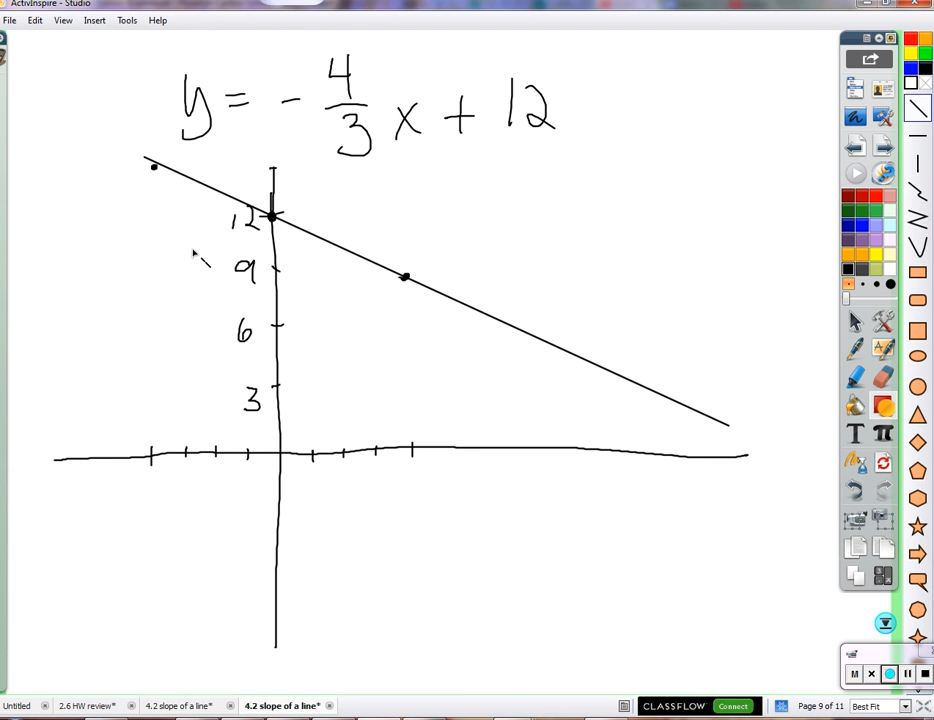 ActivInspire - Studio
File Edit View Insert Tools Help
y = - 4/3 x + 12
12
9
6
3
T π
M
Untitled 2.6 HW review* 4.2 slope of a line* 4.2 slope of a line* CLASSFLOW Connect Page 9 of 11 Best Fit